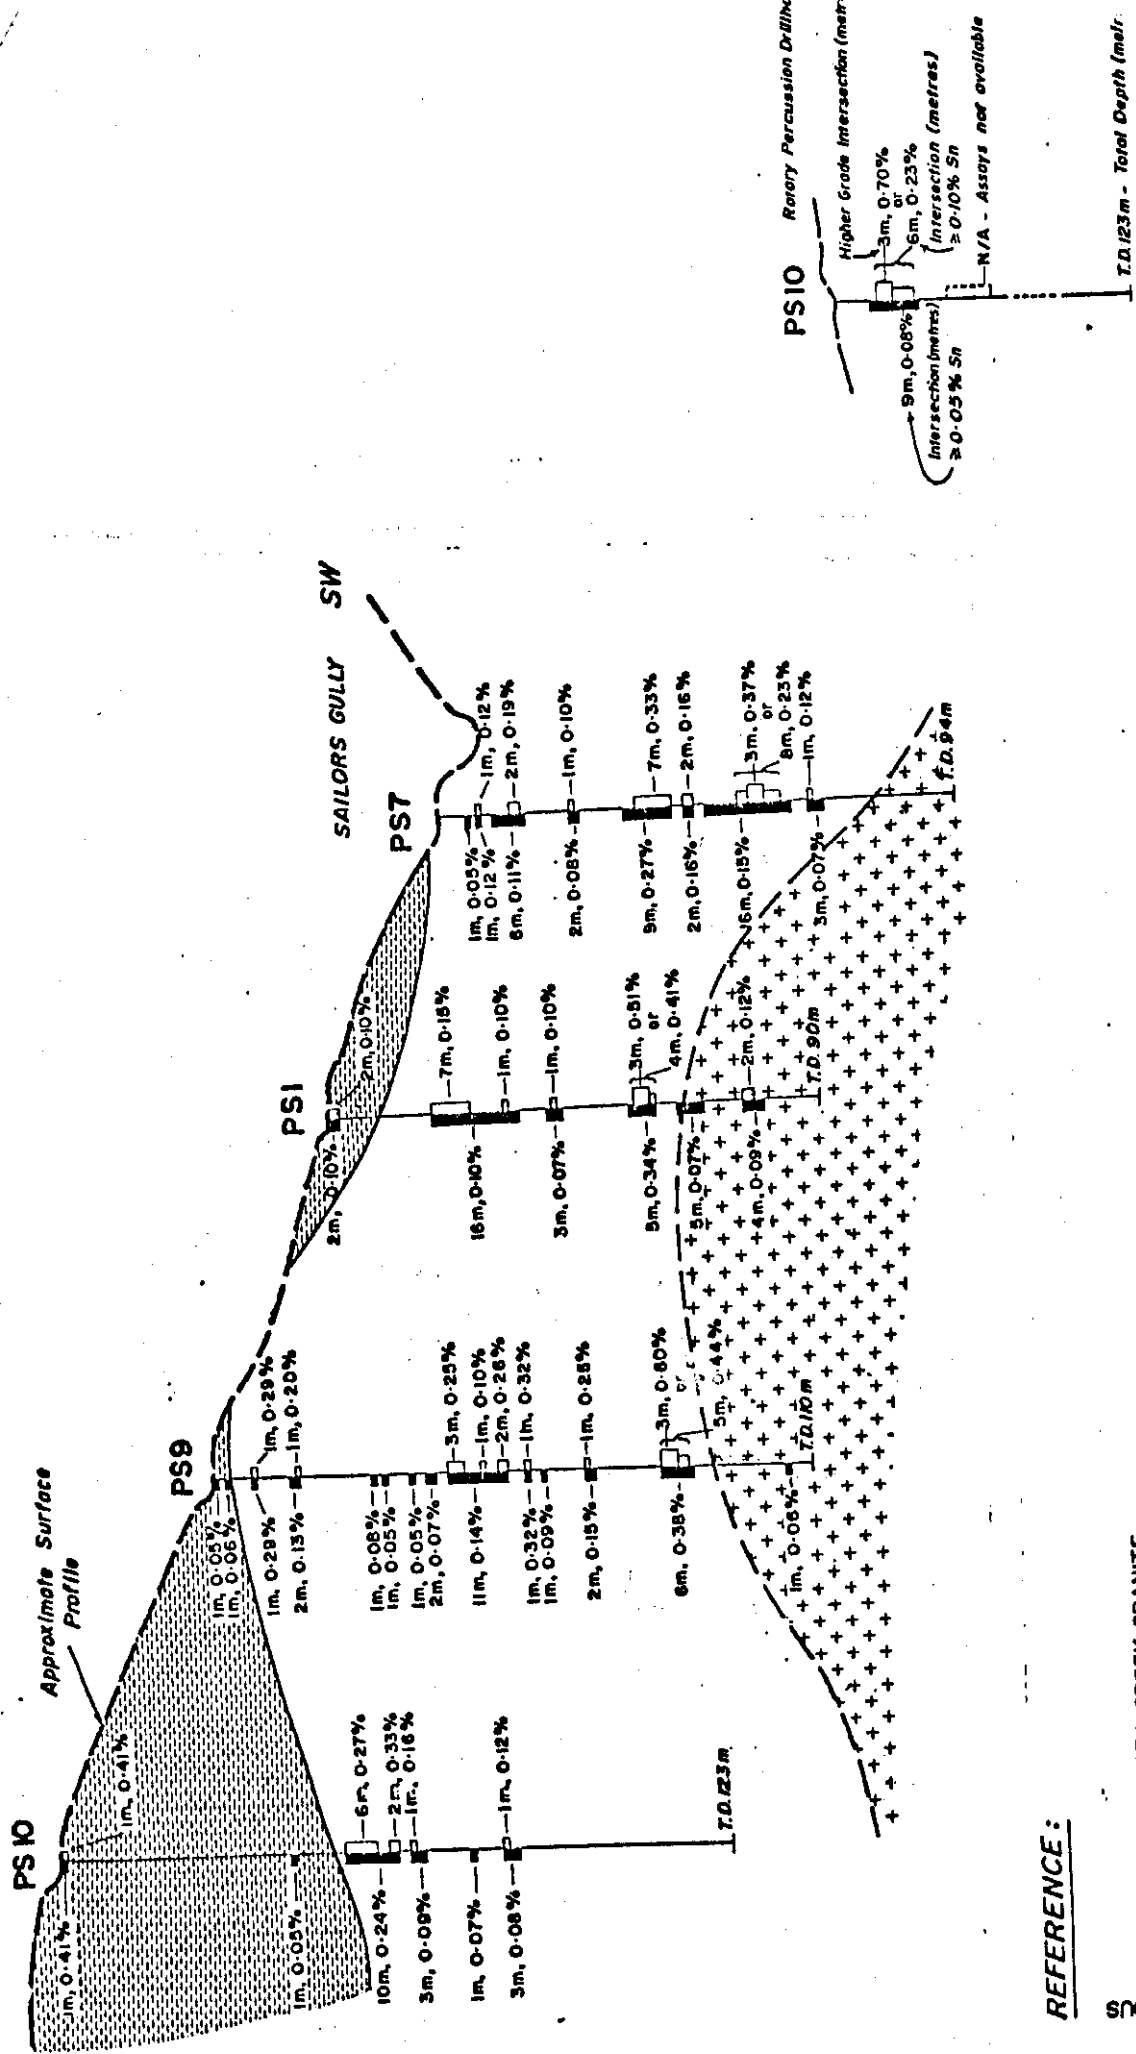 PS 10
Approximate Surface
Profile
1m, 0·41%
1m, 0·41%
1m, 0·05%
10m, 0·24%
6m, 0·27%
2m, 0·33%
1m, 0·16%
3m, 0·09%
1m, 0·07%
3m, 0·08%
1m, 0·12%
T.D. 123m
PS9
1m, 0·05%
1m, 0·06%
1m, 0·29%
1m, 0·29%
2m, 0·13%
1m, 0·20%
1m, 0·08%
1m, 0·05%
1m, 0·05%
2m, 0·07%
3m, 0·25%
11m, 0·14%
1m, 0·10%
2m, 0·26%
1m, 0·32%
1m, 0·32%
1m, 0·09%
2m, 0·15%
1m, 0·25%
6m, 0·38%
3m, 0·60%
or
5m, 0·44%
1m, 0·06%
T.D. 110m
PS1
2m, 0·10%
2m, 0·10%
7m, 0·15%
16m, 0·10%
1m, 0·10%
3m, 0·07%
1m, 0·10%
5m, 0·34%
3m, 0·51%
or
4m, 0·41%
5m, 0·07%
4m, 0·09%
2m, 0·12%
T.D. 90m
SAILORS GULLY
SW
PS7
1m, 0·05%
1m, 0·12%
1m, 0·12%
6m, 0·11%
2m, 0·19%
2m, 0·08%
1m, 0·10%
9m, 0·27%
7m, 0·33%
2m, 0·16%
2m, 0·16%
16m, 0·15%
3m, 0·37%
or
8m, 0·23%
3m, 0·07%
1m, 0·12%
T.D. 94m
PS10
Rotary Percussion Drillho
Higher Grade Intersection (metr
3m, 0·70%
or
6m, 0·23%
Intersection (metres)
≥ 0·10% Sn
9m, 0·08%
Intersection (metres)
≥ 0·05% Sn
N/A - Assays not available
T.D. 123m - Total Depth (metr
REFERENCE: